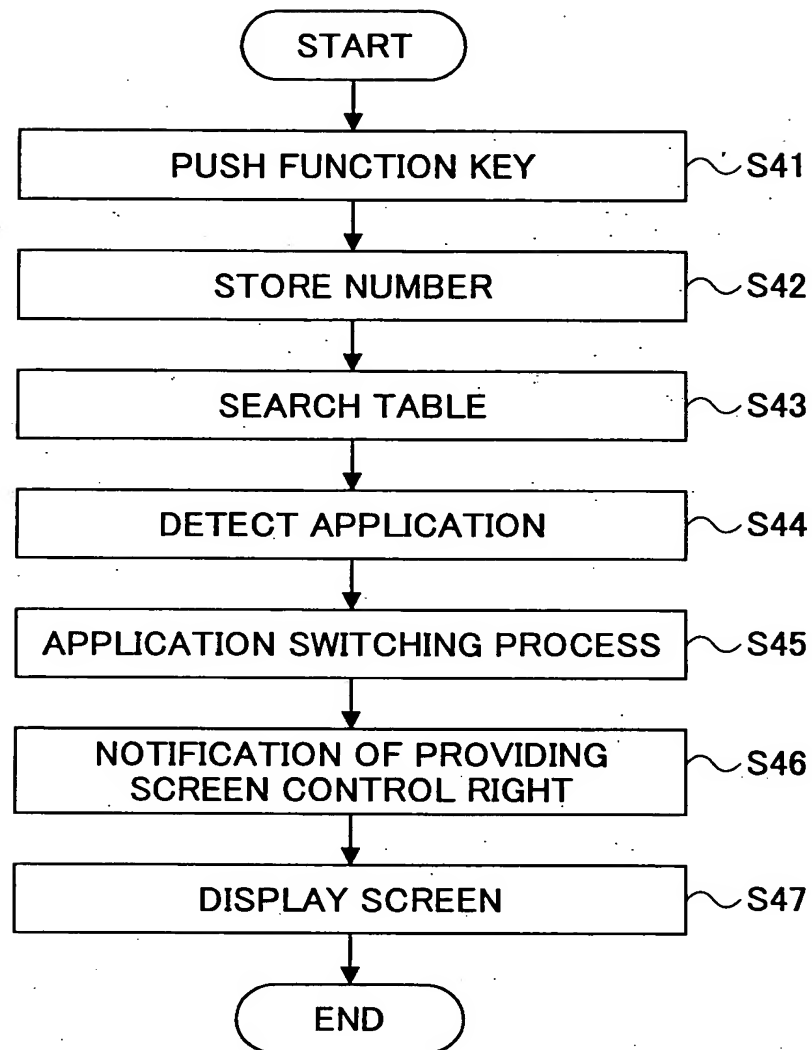 START
PUSH FUNCTION KEY
S41
STORE NUMBER
S42
SEARCH TABLE
S43
DETECT APPLICATION
S44
APPLICATION SWITCHING PROCESS
S45
NOTIFICATION OF PROVIDING
SCREEN CONTROL RIGHT
S46
DISPLAY SCREEN
S47
END